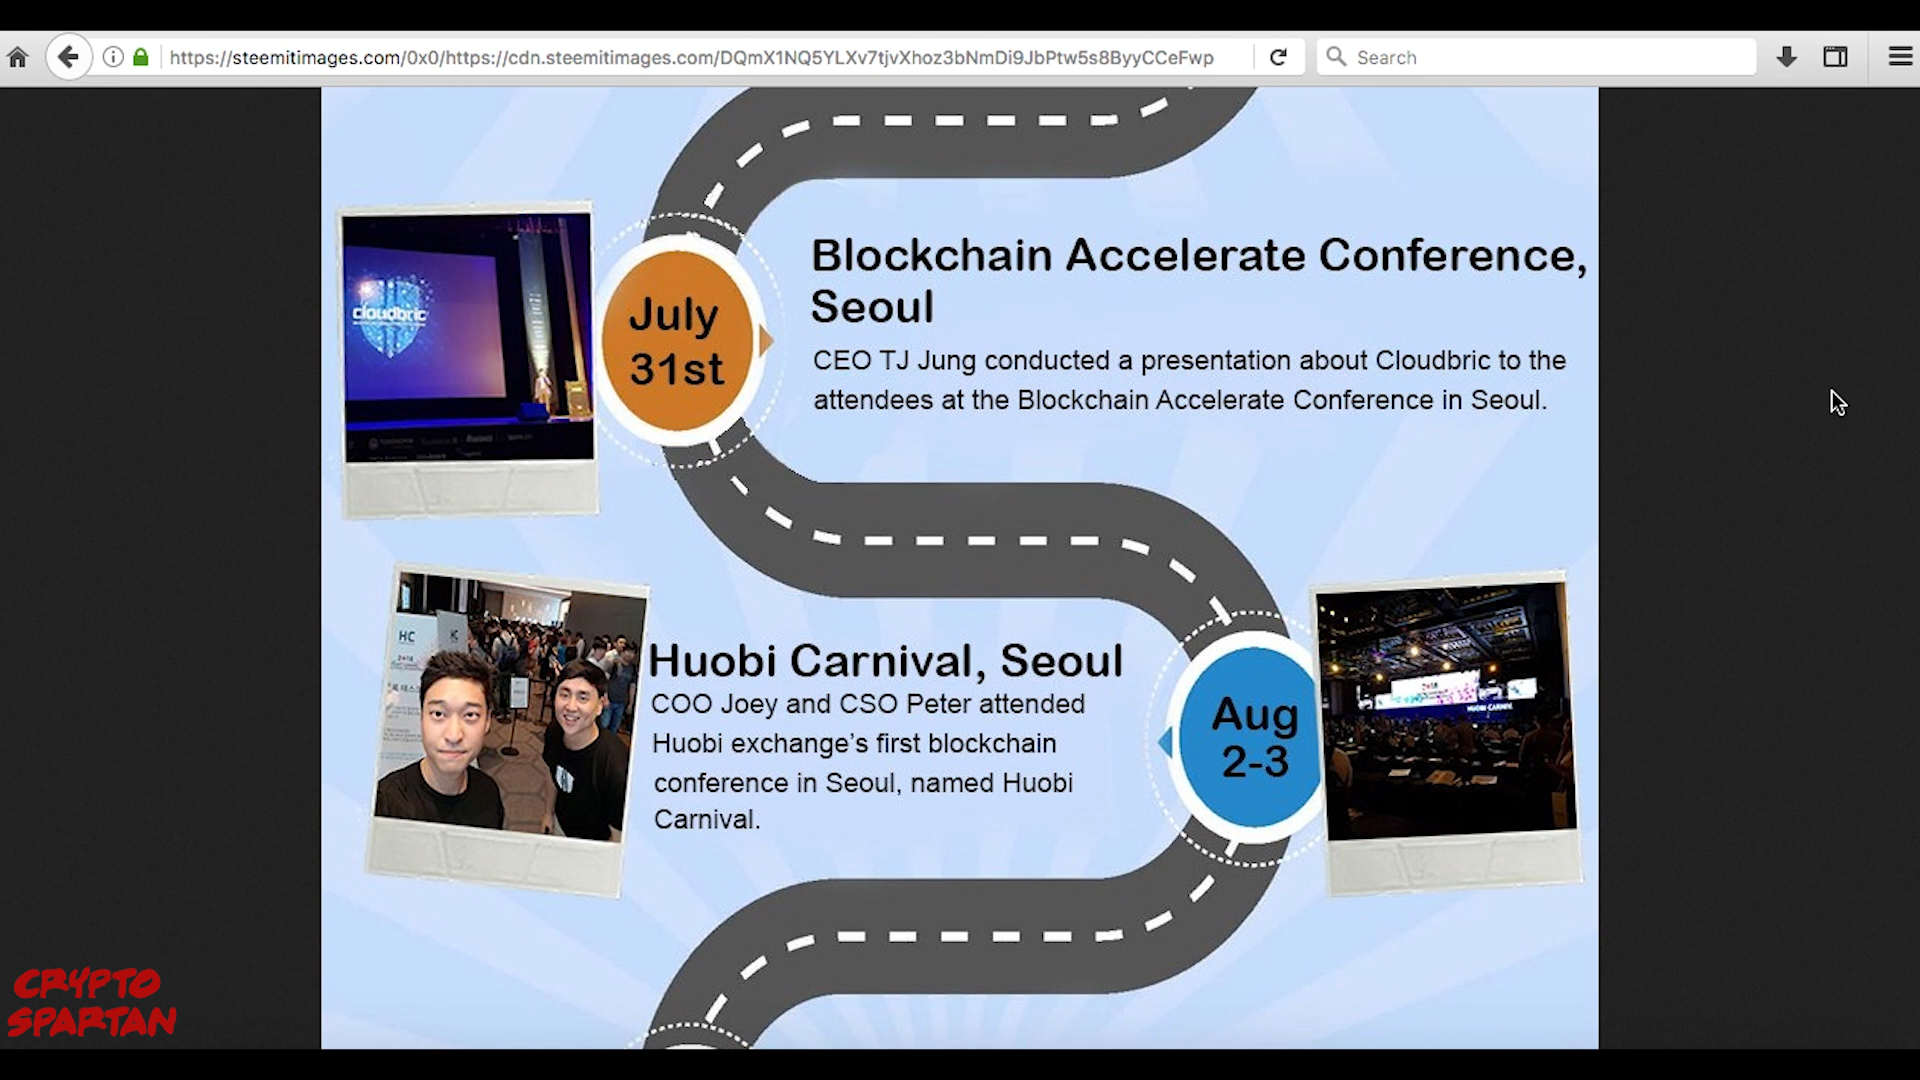 https://steemitimages.com/0x0/https://cdn.steemitimages.com/DQmX1NQ5YLXv7tjvXhoz3bNmDi9JbPtw5s8ByyCCeFwp
Search
Blockchain Accelerate Conference,
Seoul
CEO TJ Jung conducted a presentation about Cloudbric to the
attendees at the Blockchain Accelerate Conference in Seoul.
July
31st
cloudbric
Huobi Carnival, Seoul
COO Joey and CSO Peter attended
Huobi exchange’s first blockchain
conference in Seoul, named Huobi
Carnival.
Aug
2-3
HC
HUOBI CARNIVAL
CRYPTO
SPARTAN